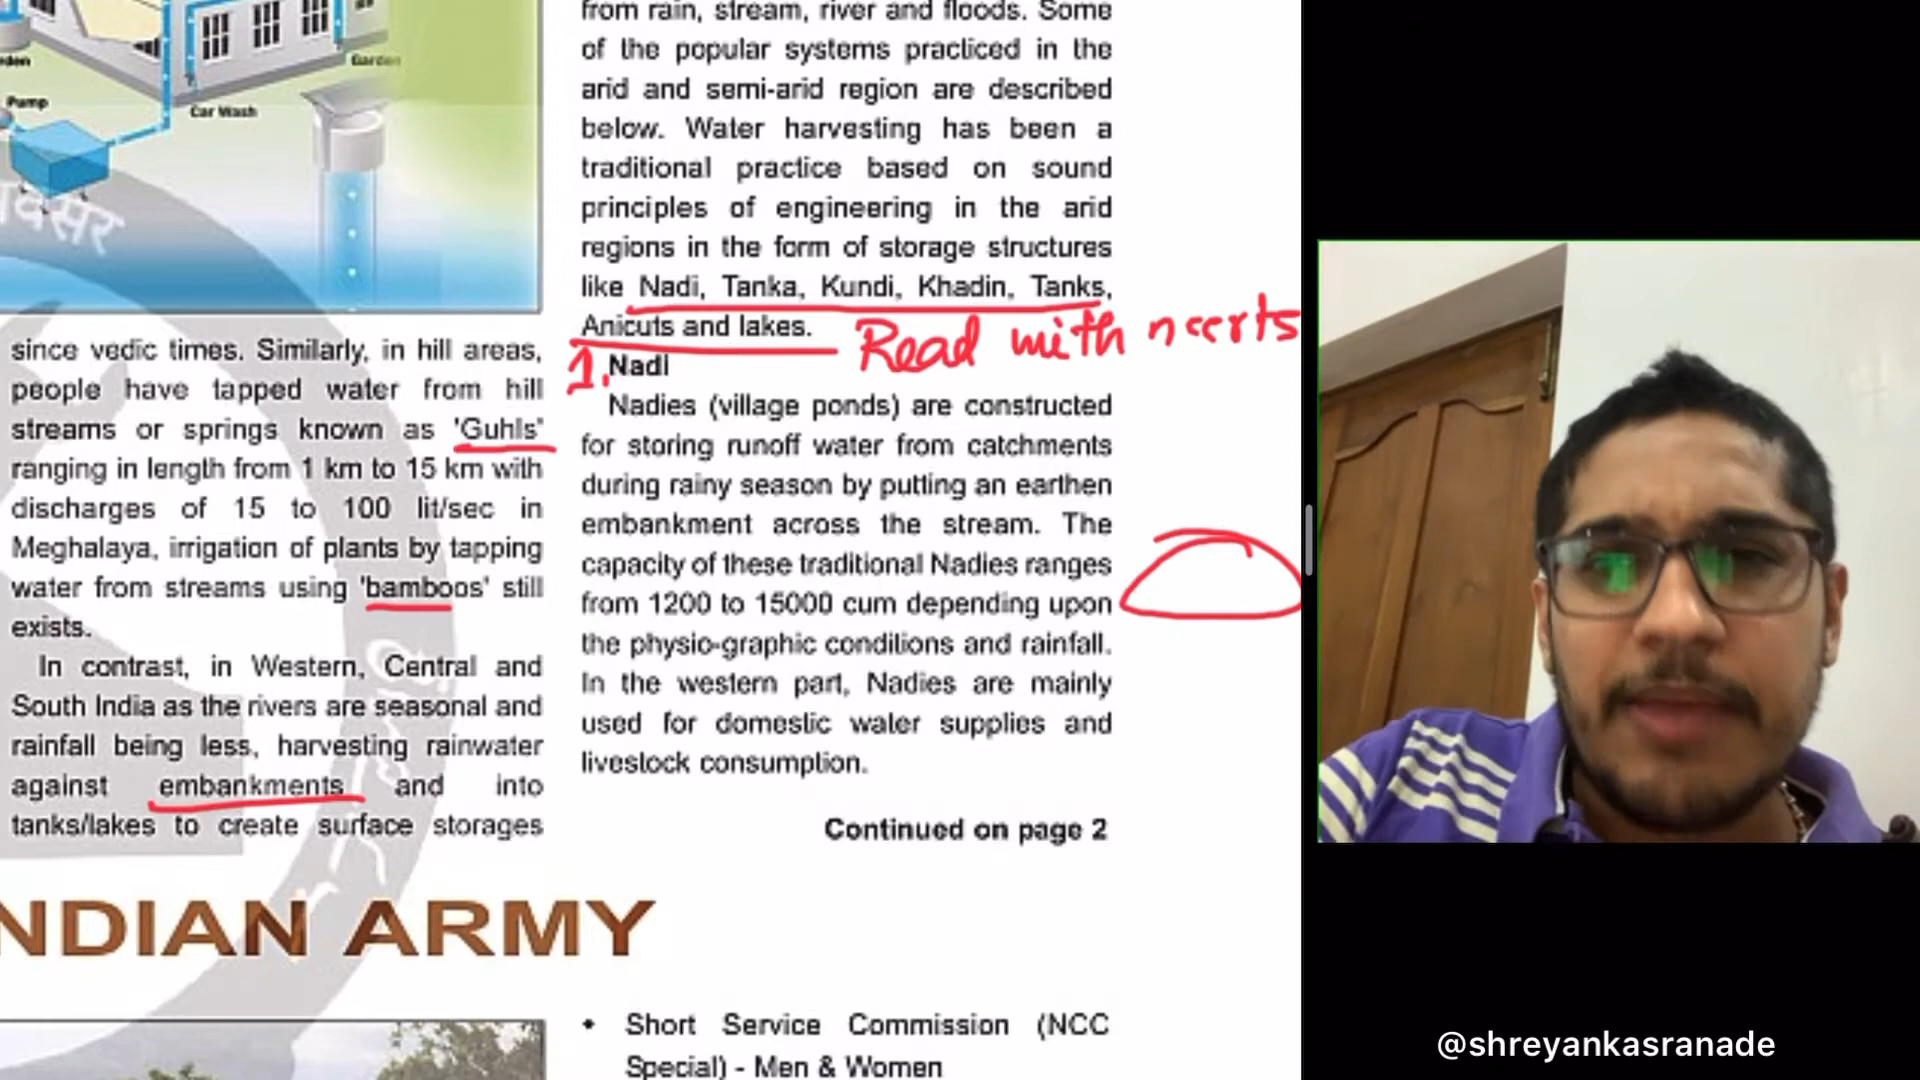 Garden
Pump
Car Wash
अवसर
since vedic times. Similarly, in hill areas,
people have tapped water from hill
streams or springs known as 'Guhls'
ranging in length from 1 km to 15 km with
discharges of 15 to 100 lit/sec in
Meghalaya, irrigation of plants by tapping
water from streams using 'bamboos' still
exists.
In contrast, in Western, Central and
South India as the rivers are seasonal and
rainfall being less, harvesting rainwater
against embankments and into
tanks/lakes to create surface storages
from rain, stream, river and floods. Some
of the popular systems practiced in the
arid and semi-arid region are described
below. Water harvesting has been a
traditional practice based on sound
principles of engineering in the arid
regions in the form of storage structures
like Nadi, Tanka, Kundi, Khadin, Tanks,
Anicuts and lakes.
Read with ncerts
1. Nadi
Nadies (village ponds) are constructed
for storing runoff water from catchments
during rainy season by putting an earthen
embankment across the stream. The
capacity of these traditional Nadies ranges
from 1200 to 15000 cum depending upon
the physio-graphic conditions and rainfall.
In the western part, Nadies are mainly
used for domestic water supplies and
livestock consumption.
Continued on page 2
NDIAN ARMY
• Short Service Commission (NCC
Special) - Men & Women
@shreyankasranade